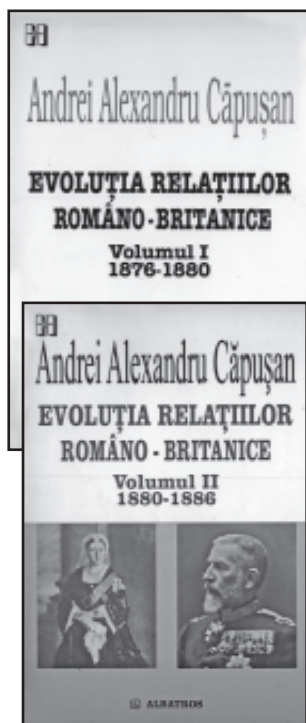 Andrei Alexandru Căpușan
EVOLUȚIA RELAȚIILOR
ROMÂNO-BRITANICE
Volumul I
1876-1880
Andrei Alexandru Căpușan
EVOLUȚIA RELAȚIILOR
ROMÂNO - BRITANICE
Volumul II
1880-1886
ALBATROS